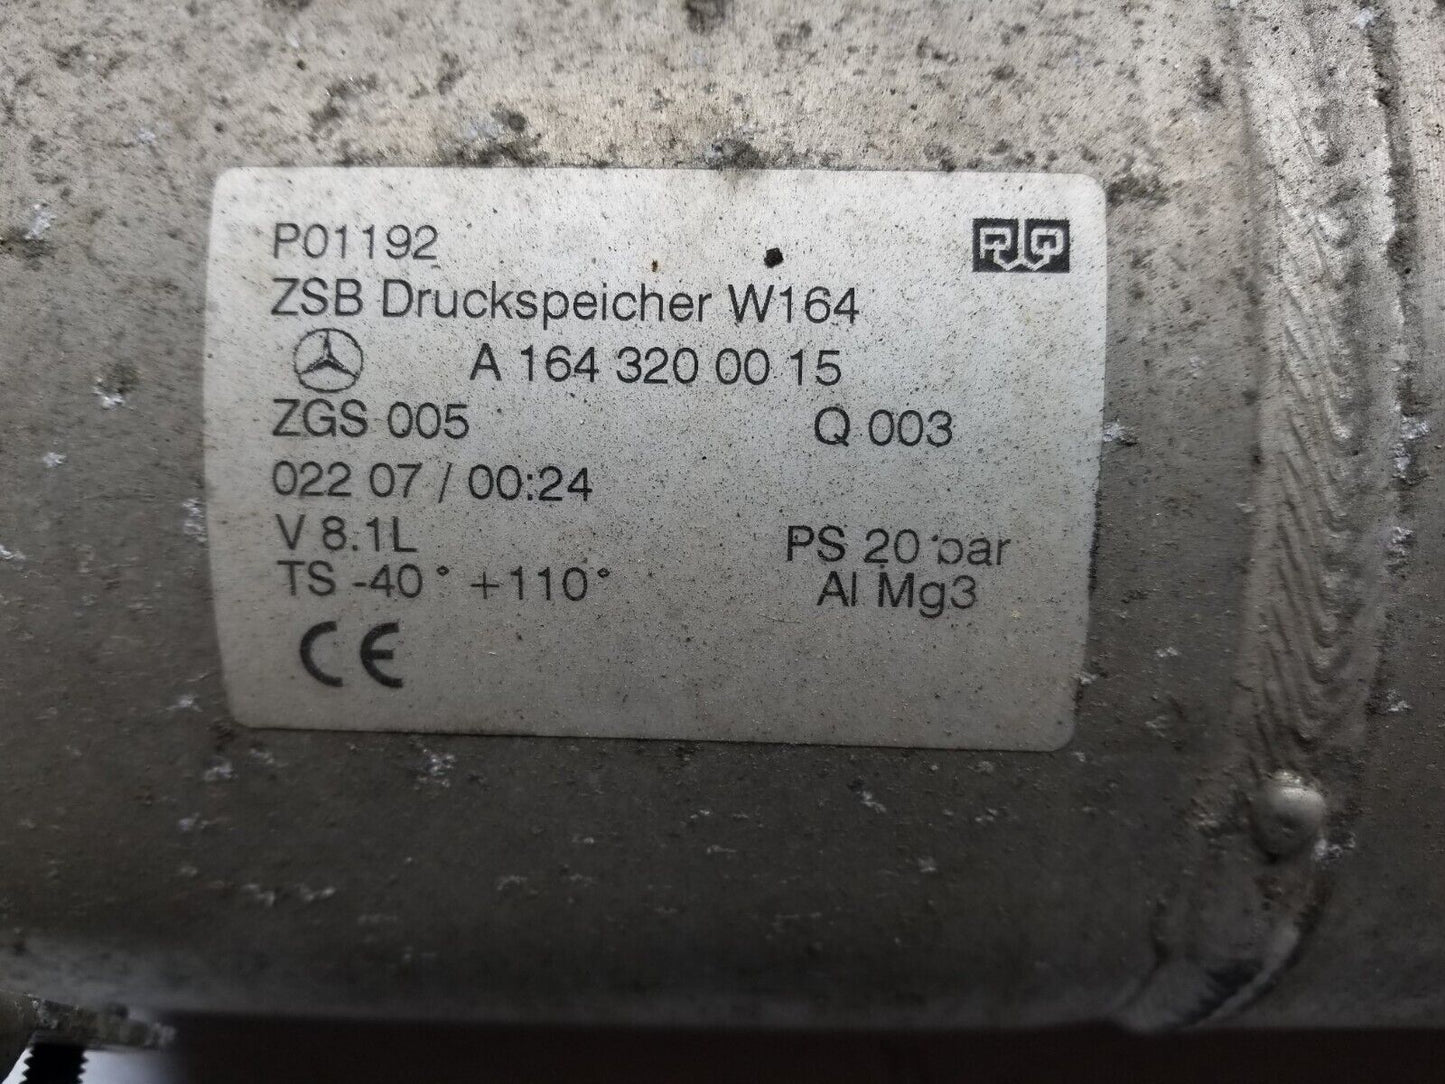 P01192
ZSB Druckspeicher W164
A 164 320 00 15
ZGS 005 Q 003
022 07 / 00:24
V 8.1L PS 20 bar
TS -40° +110° Al Mg3
CE